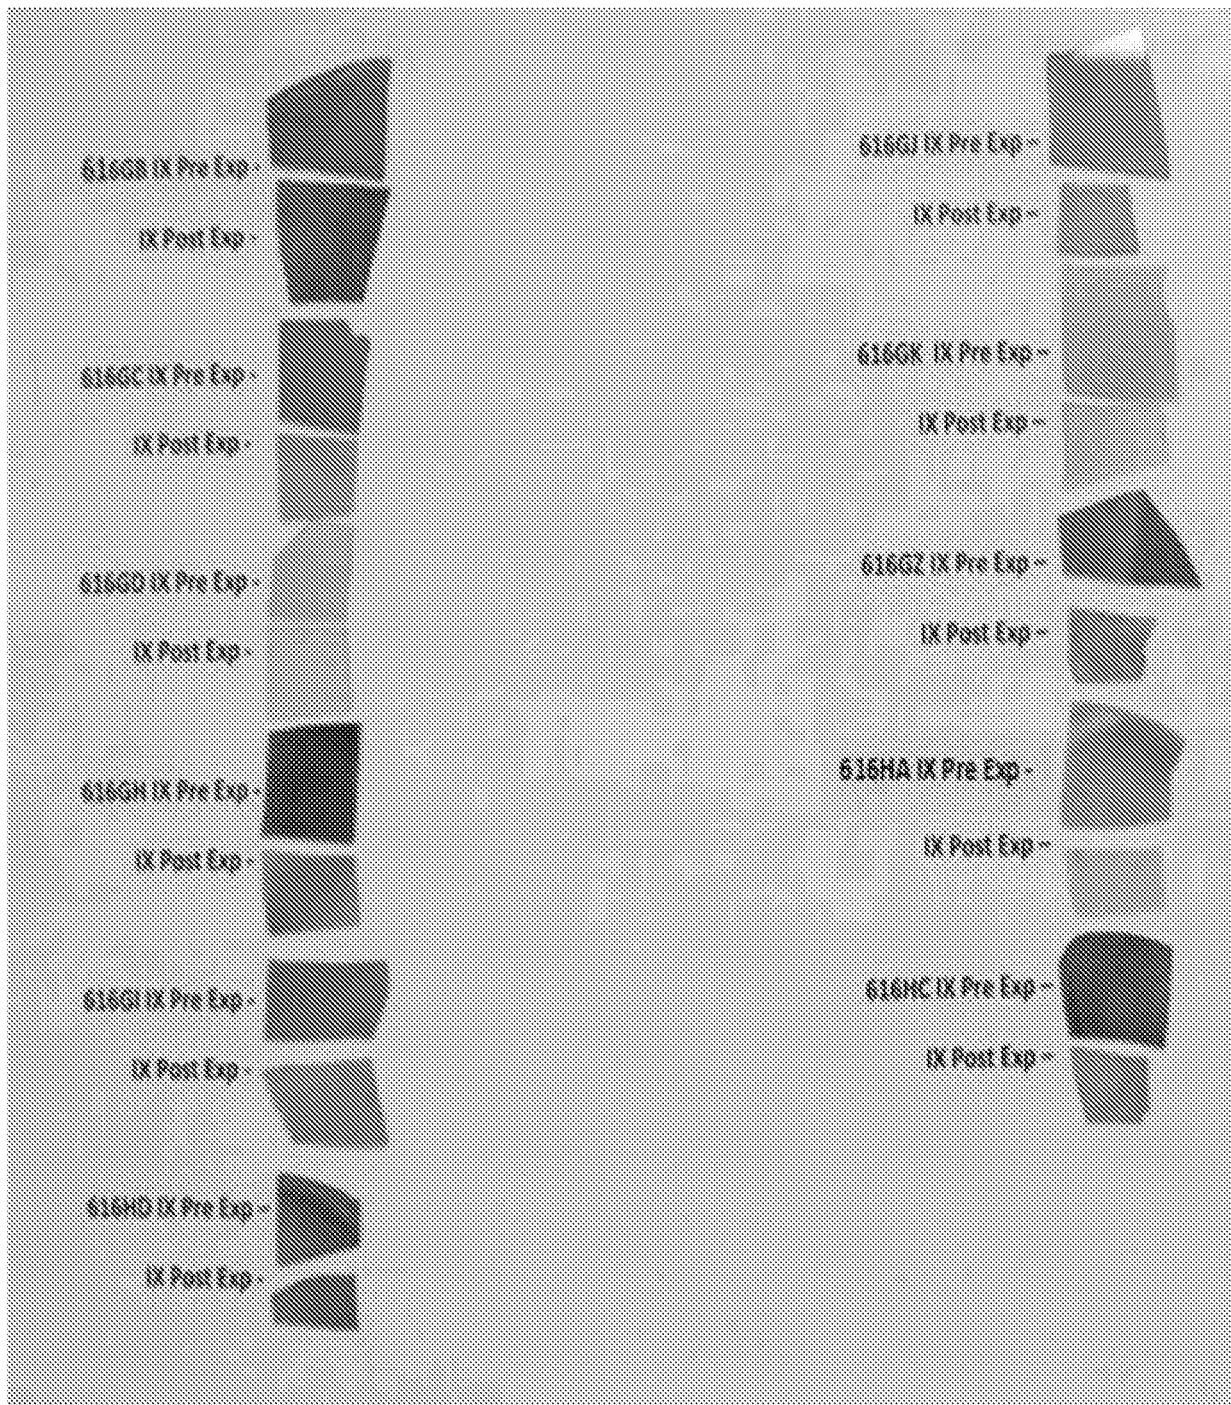 616GB IX Pre Exp -
IX Post Exp -
616GC IX Pre Exp -
IX Post Exp -
616GD IX Pre Exp -
IX Post Exp -
616GH IX Pre Exp -
IX Post Exp -
616GI IX Pre Exp -
IX Post Exp -
616HD IX Pre Exp -
IX Post Exp -
616GJ IX Pre Exp -
IX Post Exp -
616GK IX Pre Exp -
IX Post Exp -
616GZ IX Pre Exp -
IX Post Exp -
616HA IX Pre Exp -
IX Post Exp -
616HC IX Pre Exp -
IX Post Exp -